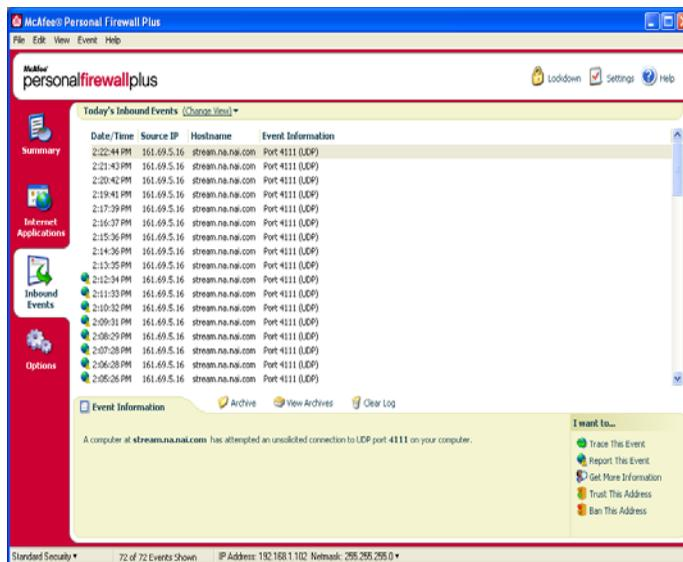 McAfee® Personal Firewall Plus
File Edit View Event Help
McAfee®
personalfirewallplus
Lockdown Settings Help
Today's Inbound Events (Change View)
Date/Time Source IP Hostname Event Information
2:22:44 PM 161.69.5.16 stream.na.nai.com Port 4111 (UDP)
2:21:43 PM 161.69.5.16 stream.na.nai.com Port 4111 (UDP)
2:20:42 PM 161.69.5.16 stream.na.nai.com Port 4111 (UDP)
2:19:41 PM 161.69.5.16 stream.na.nai.com Port 4111 (UDP)
2:17:39 PM 161.69.5.16 stream.na.nai.com Port 4111 (UDP)
2:16:37 PM 161.69.5.16 stream.na.nai.com Port 4111 (UDP)
2:15:36 PM 161.69.5.16 stream.na.nai.com Port 4111 (UDP)
2:14:36 PM 161.69.5.16 stream.na.nai.com Port 4111 (UDP)
2:13:35 PM 161.69.5.16 stream.na.nai.com Port 4111 (UDP)
2:12:34 PM 161.69.5.16 stream.na.nai.com Port 4111 (UDP)
2:11:33 PM 161.69.5.16 stream.na.nai.com Port 4111 (UDP)
2:10:32 PM 161.69.5.16 stream.na.nai.com Port 4111 (UDP)
2:09:31 PM 161.69.5.16 stream.na.nai.com Port 4111 (UDP)
2:08:29 PM 161.69.5.16 stream.na.nai.com Port 4111 (UDP)
2:07:28 PM 161.69.5.16 stream.na.nai.com Port 4111 (UDP)
2:06:28 PM 161.69.5.16 stream.na.nai.com Port 4111 (UDP)
2:05:26 PM 161.69.5.16 stream.na.nai.com Port 4111 (UDP)
Summary
Internet
Applications
Inbound
Events
Options
Event Information Archive View Archives Clear Log
A computer at stream.na.nai.com has attempted an unsolicited connection to UDP port 4111 on your computer.
I want to...
Trace This Event
Report This Event
Get More Information
Trust This Address
Ban This Address
Standard Security 72 of 72 Events Shown IP Address: 192.168.1.102 Netmask: 255.255.255.0